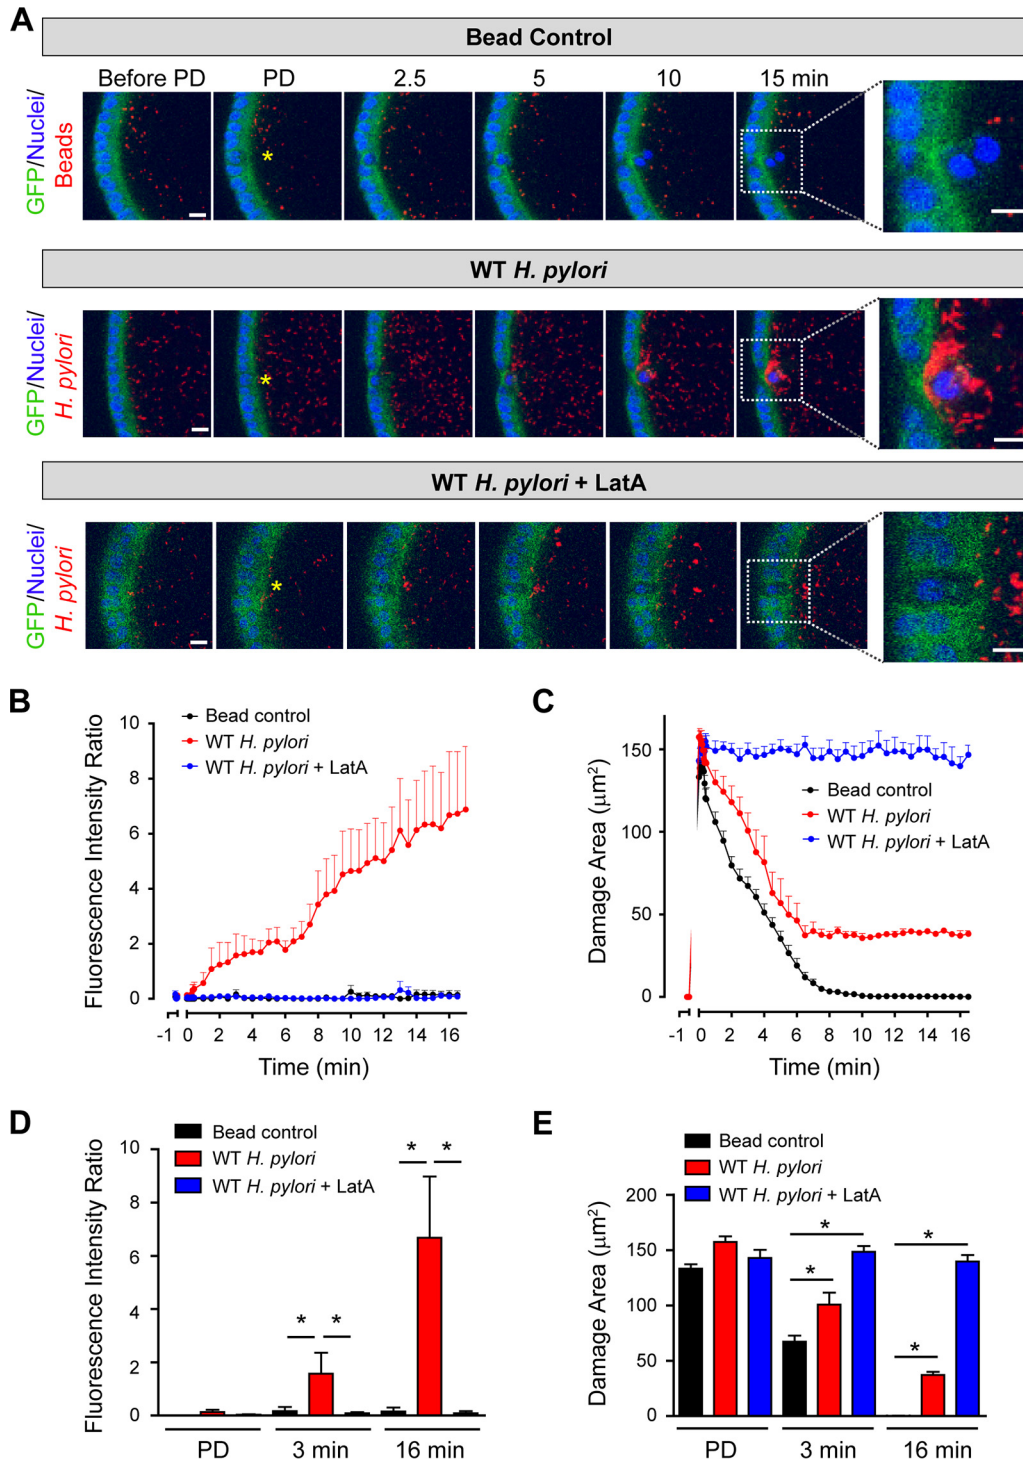 A
Bead Control
Before PD PD 2.5 5 10 15 min
GFP/Nuclei/
Beads
*
WT H. pylori
GFP/Nuclei/
H. pylori
*
WT H. pylori + LatA
GFP/Nuclei/
H. pylori
*
B
Bead control
WT H. pylori
WT H. pylori + LatA
Fluorescence Intensity Ratio
10
8
6
4
2
0
-1 0 2 4 6 8 10 12 14 16
Time (min)
C
Bead control
WT H. pylori
WT H. pylori + LatA
Damage Area (μm²)
150
100
50
0
-1 0 2 4 6 8 10 12 14 16
Time (min)
D
Bead control
WT H. pylori
WT H. pylori + LatA
Fluorescence Intensity Ratio
10
8
6
4
2
0
* *
* *
PD 3 min 16 min
E
Bead control
WT H. pylori
WT H. pylori + LatA
Damage Area (μm²)
200
150
100
50
0
*
*
*
*
PD 3 min 16 min